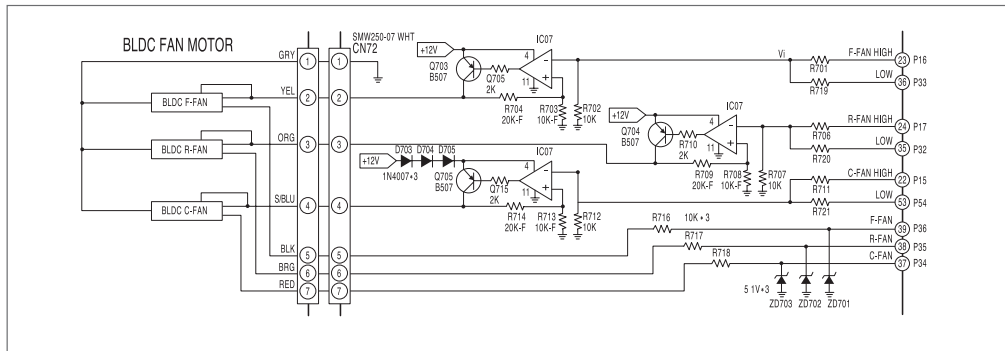 BLDC FAN MOTOR
SMW250-07 WHT
CN72
GRY
1
1
YEL
2
2
ORG
3
3
S/BLU
4
4
BLK
5
5
BRG
6
6
RED
7
7
BLDC F-FAN
BLDC R-FAN
BLDC C-FAN
+12V
Q703
B507
Q705
2K
IC07
4
11
-
+
R704
20K-F
R703
10K-F
R702
10K
Vi
R701
R719
F-FAN HIGH
23
P16
LOW
36
P33
+12V
Q704
B507
R710
2K
IC07
4
11
-
+
R709
20K-F
R708
10K-F
R707
10K
R706
R720
R-FAN HIGH
24
P17
LOW
35
P32
+12V
D703
D704
D705
1N4007*3
Q705
B507
Q715
2K
IC07
4
11
-
+
R714
20K-F
R713
10K-F
R712
10K
R711
R721
C-FAN HIGH
22
P15
LOW
53
P54
R716
10K*3
R717
R718
F-FAN
39
P36
R-FAN
38
P35
C-FAN
37
P34
5 1V*3
ZD703
ZD702
ZD701